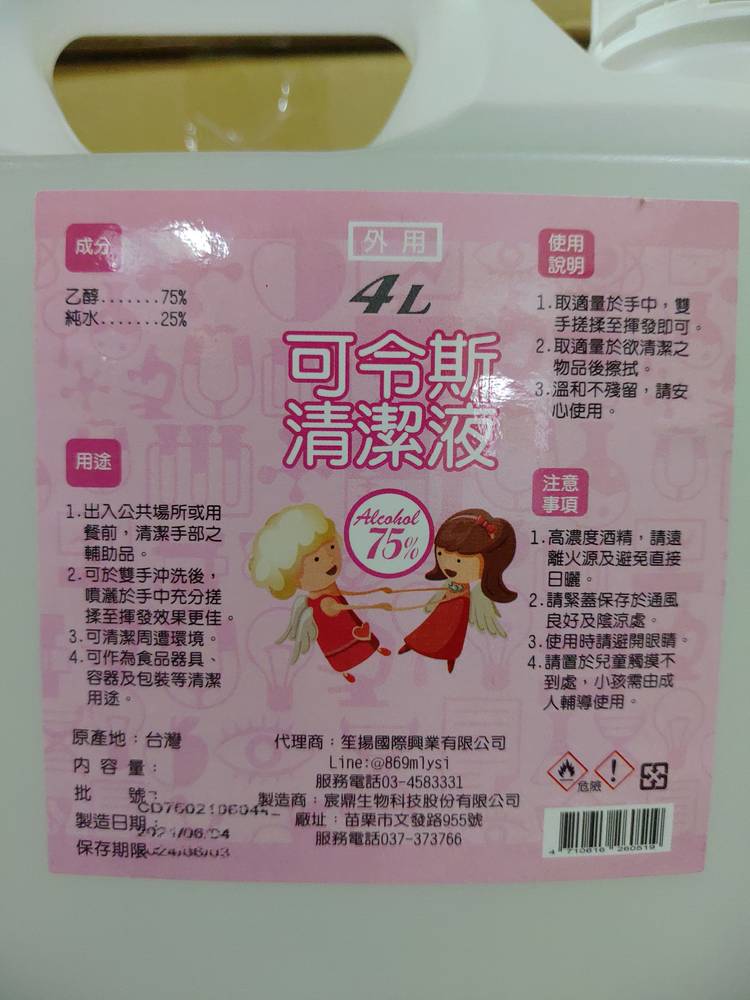 外用
4L
可令斯
清潔液
Alcohol
75%
成分
乙醇.......75%
純水.......25%
用途
1.出入公共場所或用
餐前，清潔手部之
輔助品。
2.可於雙手沖洗後，
噴灑於手中充分搓
揉至揮發效果更佳。
3.可清潔周遭環境。
4.可作為食品器具、
容器及包裝等清潔
用途。
使用
說明
1.取適量於手中，雙
手搓揉至揮發即可。
2.取適量於欲清潔之
物品後擦拭。
3.溫和不殘留，請安
心使用。
注意
事項
1.高濃度酒精，請遠
離火源及避免直接
日曬。
2.請緊蓋保存於通風
良好及陰涼處。
3.使用時請避開眼睛。
4.請置於兒童觸摸不
到處，小孩需由成
人輔導使用。
原產地：台灣
內容量：
批號：
製造日期：2021/06/04
保存期限
代理商：笙揚國際興業有限公司
Line:@869mlysi
服務電話03-4583331
製造商：宸鼎生物科技股份有限公司
廠址：苗栗市文發路955號
服務電話037-373766
危險
4 710616 260519